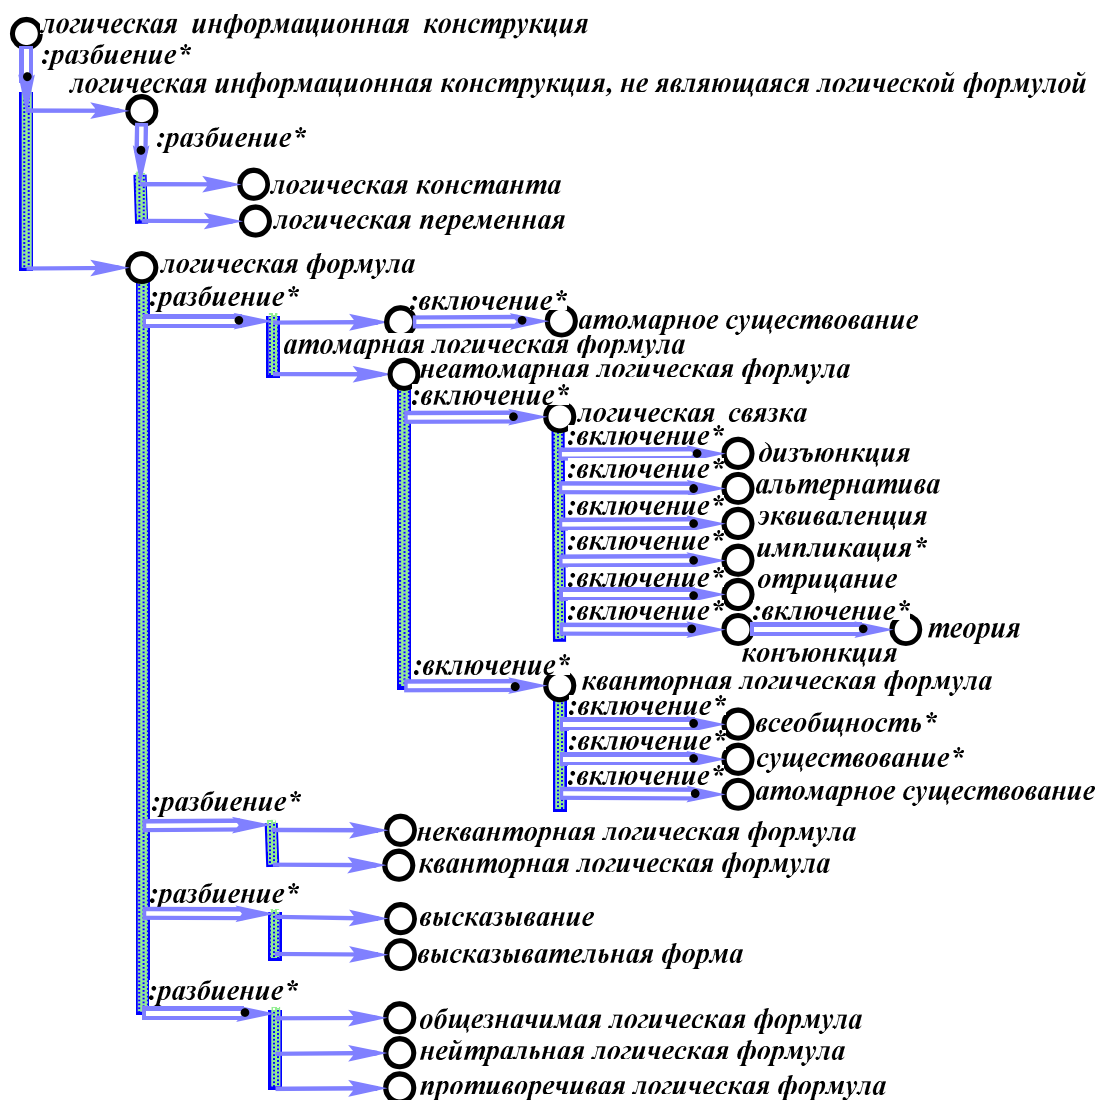 логическая информационная конструкция
:разбиение*
логическая информационная конструкция, не являющаяся логической формулой
:разбиение*
логическая константа
логическая переменная
логическая формула
:разбиение*
:включение*
атомарное существование
атомарная логическая формула
неатомарная логическая формула
:включение*
логическая связка
:включение*
дизъюнкция
:включение*
альтернатива
:включение*
эквиваленция
:включение*
импликация*
:включение*
отрицание
:включение*
:включение*
теория
конъюнкция
:включение*
кванторная логическая формула
:включение*
всеобщность*
:включение*
существование*
:включение*
атомарное существование
:разбиение*
некванторная логическая формула
кванторная логическая формула
:разбиение*
высказывание
высказывательная форма
:разбиение*
общезначимая логическая формула
нейтральная логическая формула
противоречивая логическая формула